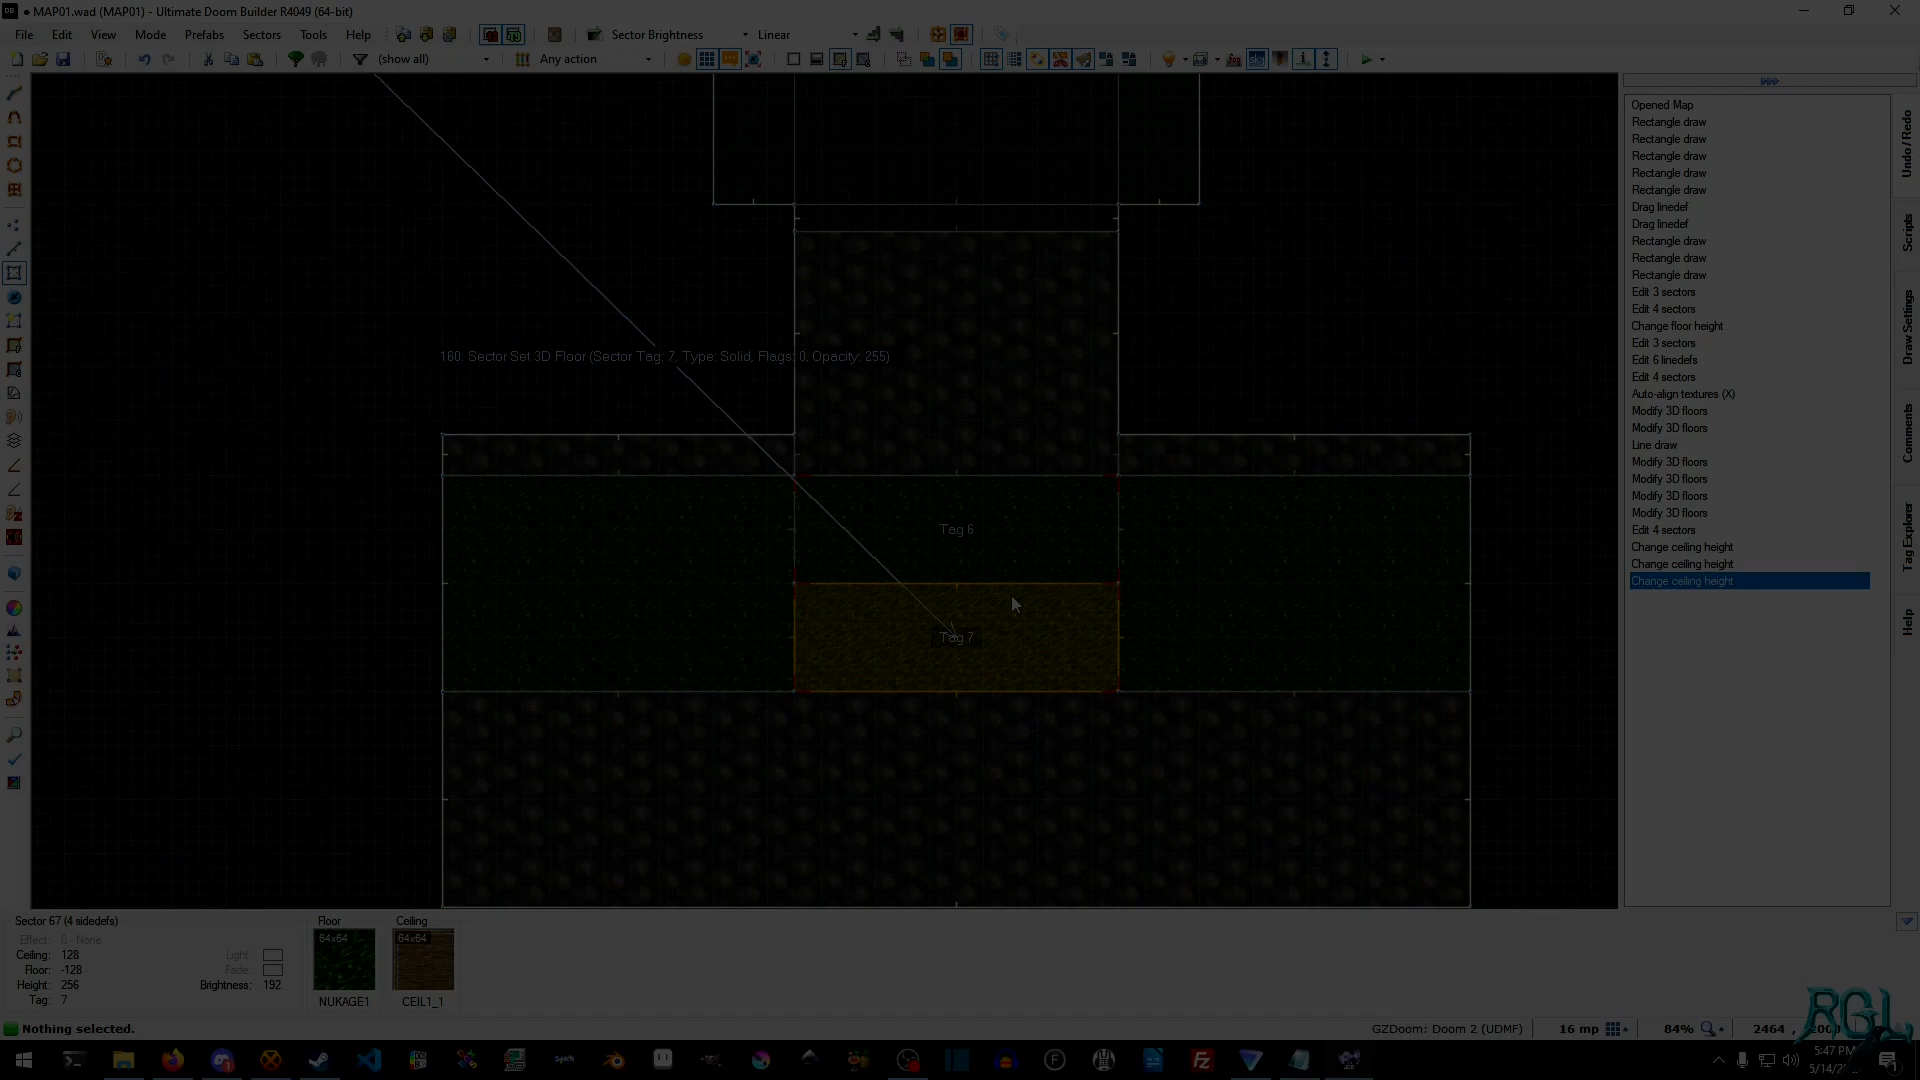 MAP01.wad (MAP01) - Ultimate Doom Builder R4049 (64-bit)
File Edit View Mode Prefabs Sectors Tools Help
Sector Brightness
Linear
(show all)
Any action
Opened Map
Rectangle draw
Rectangle draw
Rectangle draw
Rectangle draw
Rectangle draw
Drag linedef
Drag linedef
Rectangle draw
Rectangle draw
Rectangle draw
Edit 3 sectors
Edit 4 sectors
Change floor height
Edit 3 sectors
Edit 6 linedefs
Edit 4 sectors
Auto-align textures (X)
Modify 3D floors
Modify 3D floors
Line draw
Modify 3D floors
Modify 3D floors
Modify 3D floors
Modify 3D floors
Edit 4 sectors
Change ceiling height
Change ceiling height
Change ceiling height
Undo / Redo
Scripts
Draw Settings
Comments
Tag Explorer
Help
160: Sector Set 3D Floor (Sector Tag: 7, Type: Solid, Flags: 0, Opacity: 255)
Tag 6
Tag 7
Sector 67 (4 sidedefs)
Effect: 0 - None
Ceiling: 128
Floor: -128
Height: 256
Tag: 7
Light:
Fade:
Brightness: 192
Floor
64x64
NUKAGE1
Ceiling
64x64
CEIL1_1
Nothing selected.
GZDoom: Doom 2 (UDMF)
16 mp
84%
2464 ,
RGL
5:47 PM